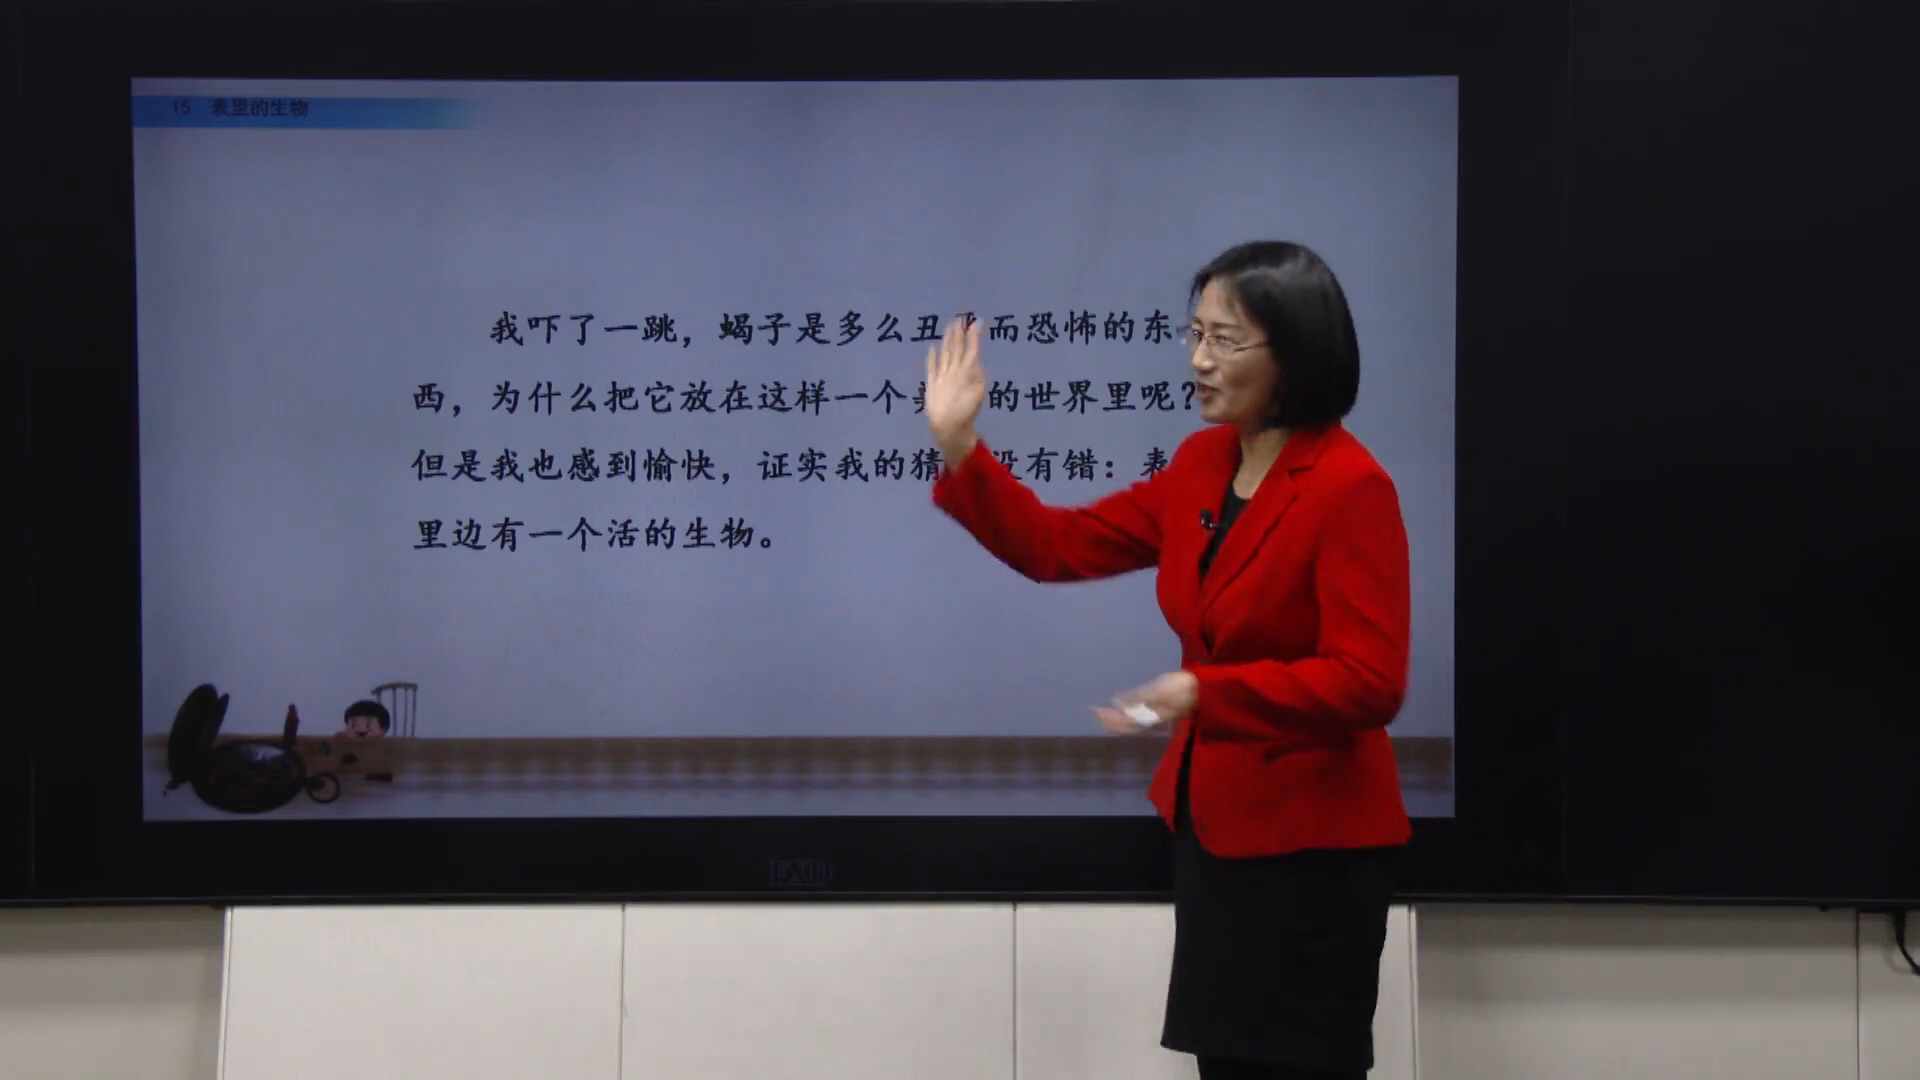 15 表里的生物
我吓了一跳，蝎子是多么丑恶而恐怖的东
西，为什么把它放在这样一个美的世界里呢？
但是我也感到愉快，证实我的猜没有错：表
里边有一个活的生物。
EXD